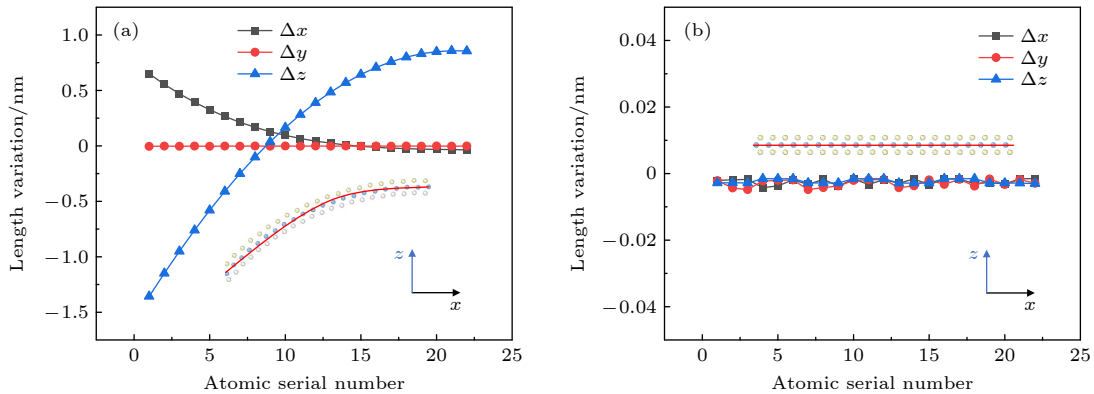 (a)
Δx
Δy
Δz
1.0
0.5
0
−0.5
−1.0
−1.5
Length variation/nm
z
x
0 5 10 15 20 25
Atomic serial number
(b)
Δx
Δy
Δz
0.04
0.02
0
−0.02
−0.04
Length variation/nm
z
x
0 5 10 15 20 25
Atomic serial number